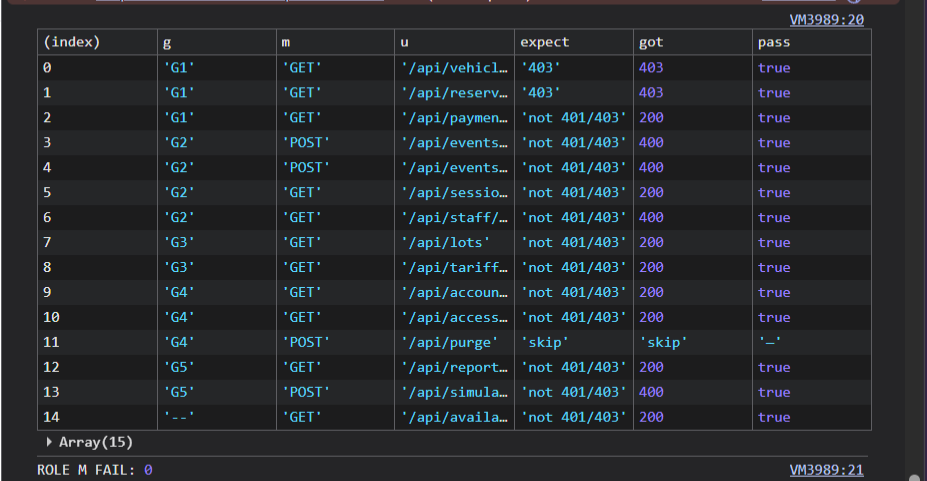 VM3989:20
(index) g m u expect got pass
0 'G1' 'GET' '/api/vehicl… '403' 403 true
1 'G1' 'GET' '/api/reserv… '403' 403 true
2 'G1' 'GET' '/api/paymen… 'not 401/403' 200 true
3 'G2' 'POST' '/api/events… 'not 401/403' 400 true
4 'G2' 'POST' '/api/events… 'not 401/403' 400 true
5 'G2' 'GET' '/api/sessio… 'not 401/403' 200 true
6 'G2' 'GET' '/api/staff/… 'not 401/403' 400 true
7 'G3' 'GET' '/api/lots' 'not 401/403' 200 true
8 'G3' 'GET' '/api/tariff… 'not 401/403' 200 true
9 'G4' 'GET' '/api/accoun… 'not 401/403' 200 true
10 'G4' 'GET' '/api/access… 'not 401/403' 200 true
11 'G4' 'POST' '/api/purge' 'skip' 'skip' '—'
12 'G5' 'GET' '/api/report… 'not 401/403' 200 true
13 'G5' 'POST' '/api/simula… 'not 401/403' 400 true
14 '--' 'GET' '/api/availa… 'not 401/403' 200 true
Array(15)
ROLE M FAIL: 0 VM3989:21